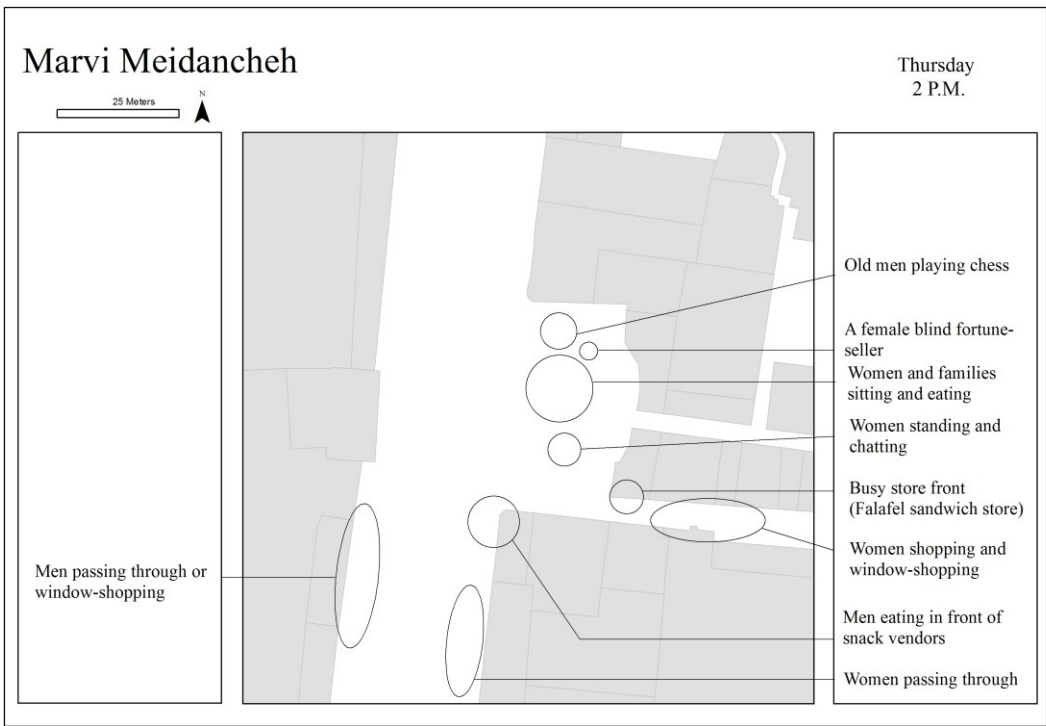 Marvi Meidancheh
Thursday
2 P.M.
25 Meters
N
Old men playing chess
A female blind fortune-
seller
Women and families
sitting and eating
Women standing and
chatting
Busy store front
(Falafel sandwich store)
Women shopping and
window-shopping
Men passing through or
window-shopping
Men eating in front of
snack vendors
Women passing through